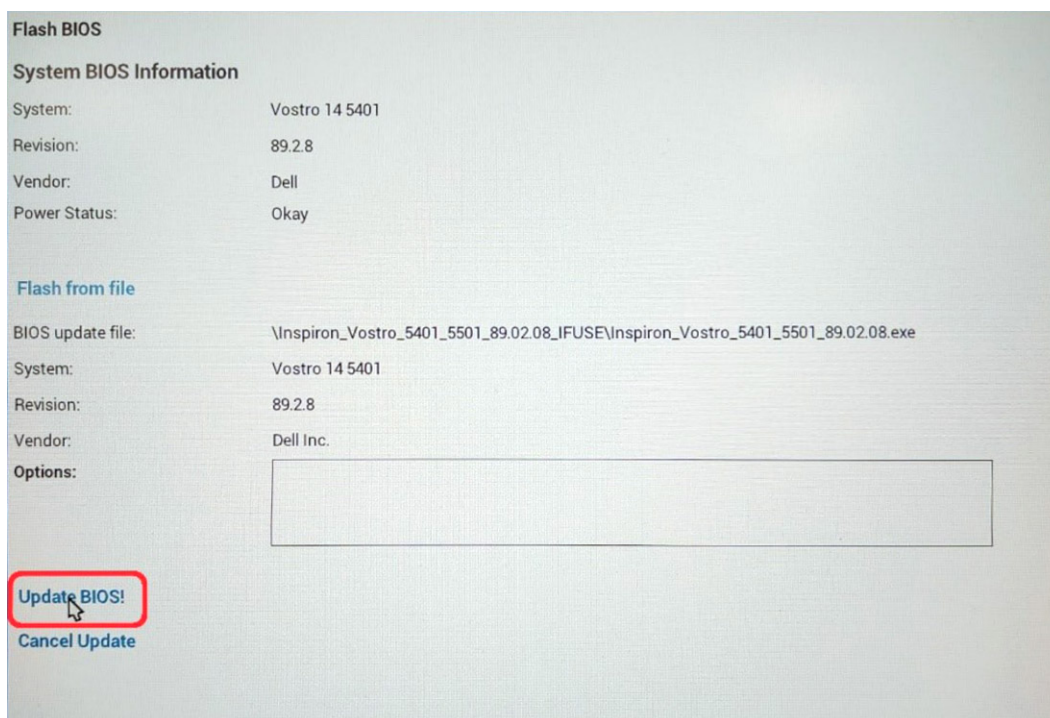 Flash BIOS
System BIOS Information
System: Vostro 14 5401
Revision: 89.2.8
Vendor: Dell
Power Status: Okay
Flash from file
BIOS update file: \Inspiron_Vostro_5401_5501_89.02.08_IFUSE\Inspiron_Vostro_5401_5501_89.02.08.exe
System: Vostro 14 5401
Revision: 89.2.8
Vendor: Dell Inc.
Options:
Update BIOS!
Cancel Update